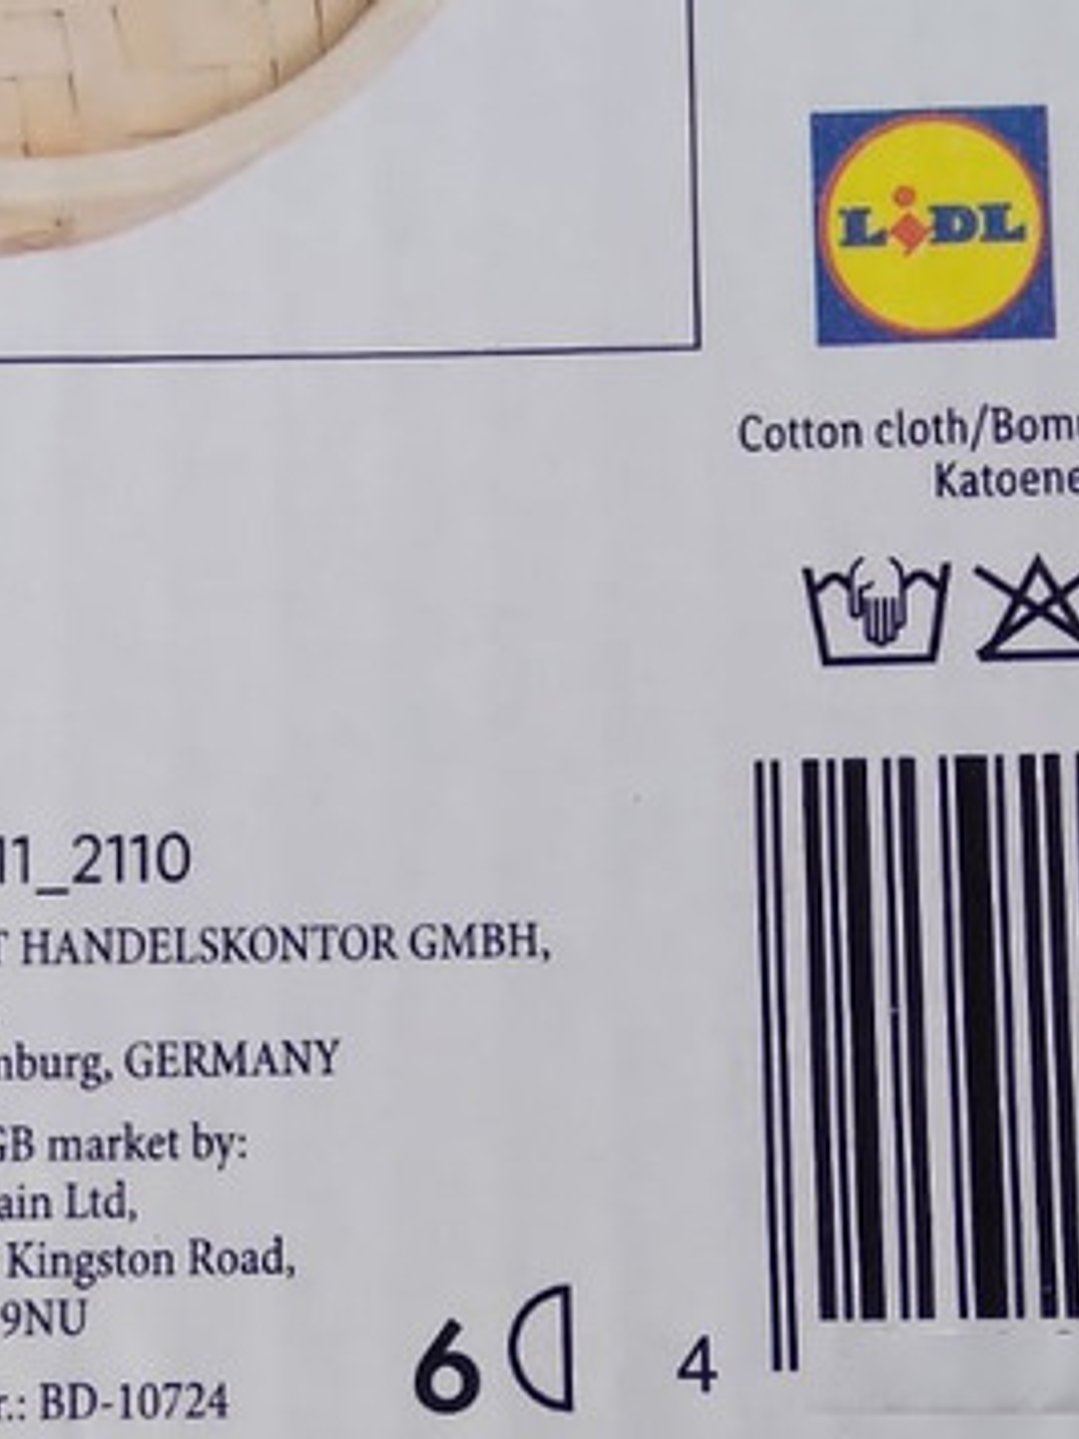 LIDL
Cotton cloth/Bom
Katoene
11_2110
T HANDELSKONTOR GMBH,
nburg, GERMANY
GB market by:
ain Ltd,
Kingston Road,
9NU
r.: BD-10724
6
4